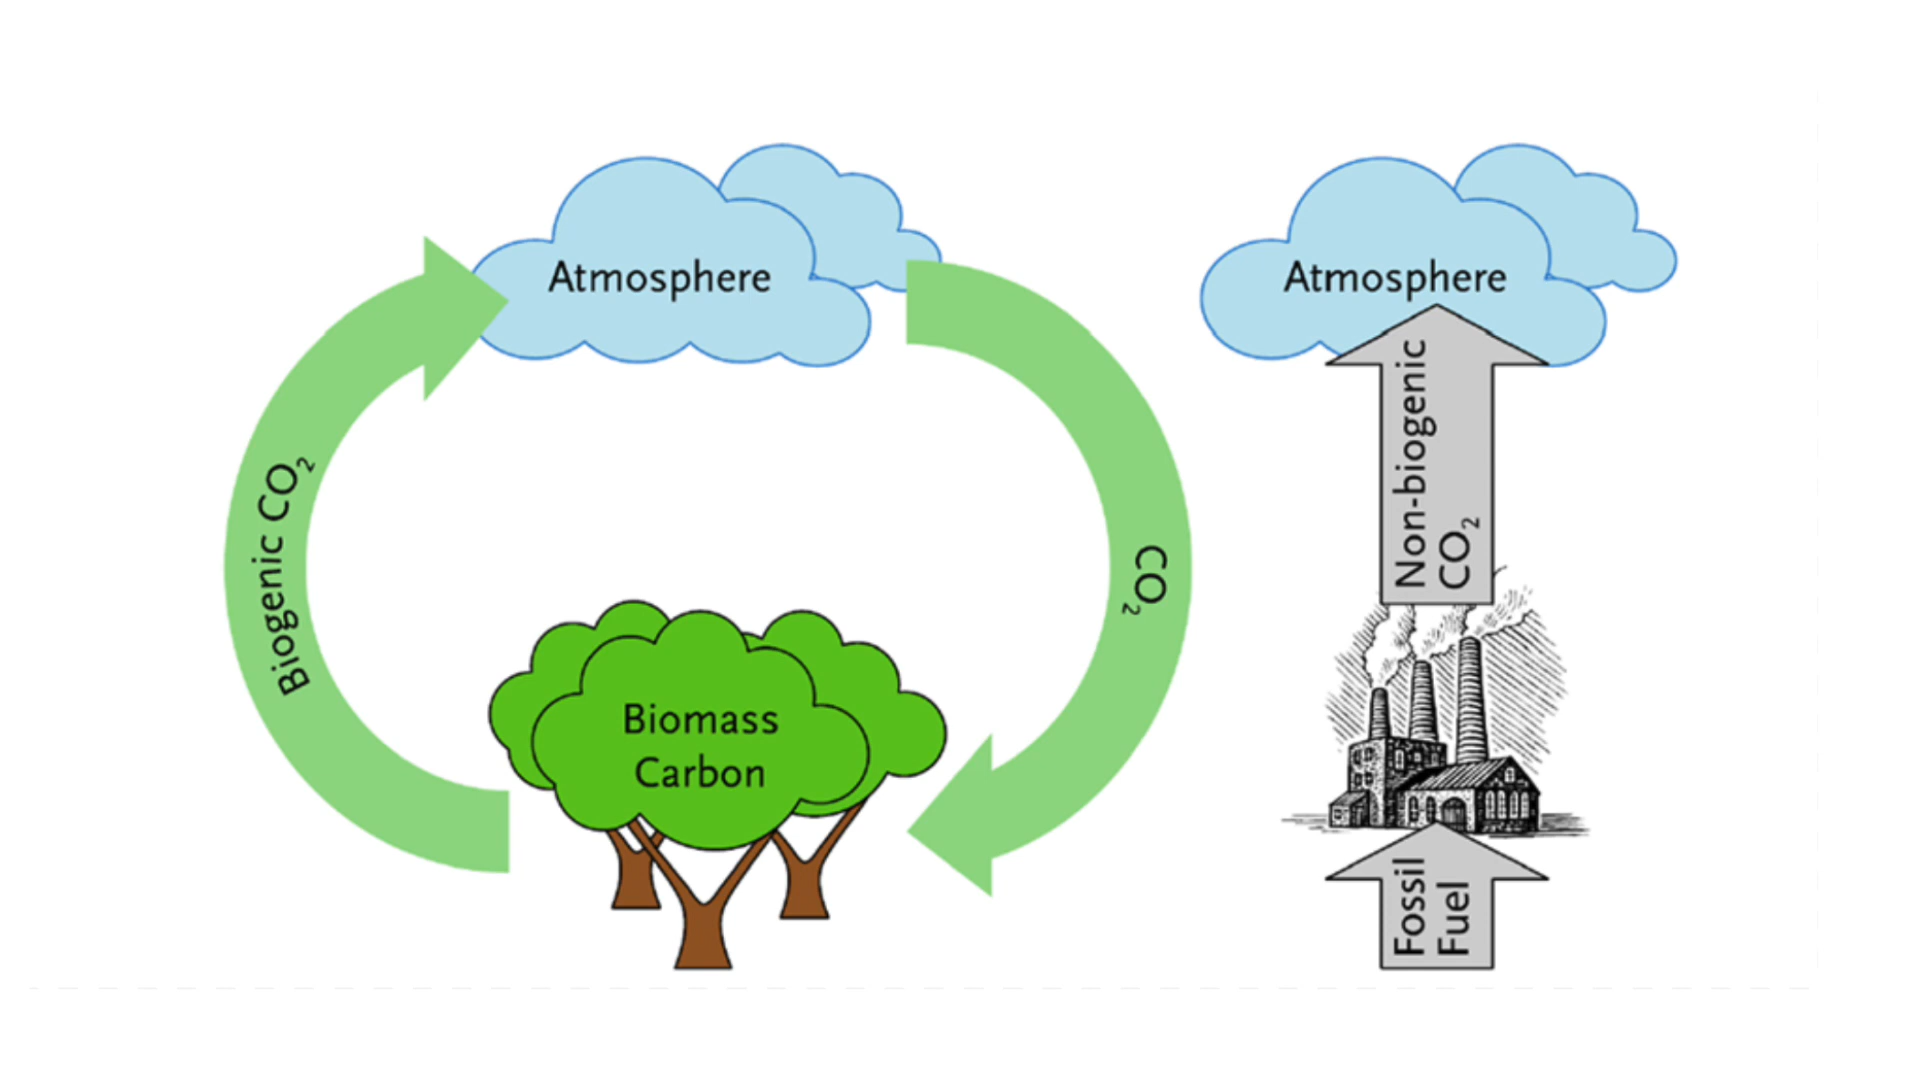 Atmosphere
Biogenic CO₂
CO₂
Biomass
Carbon
Atmosphere
Non-biogenic
CO₂
Fossil
Fuel